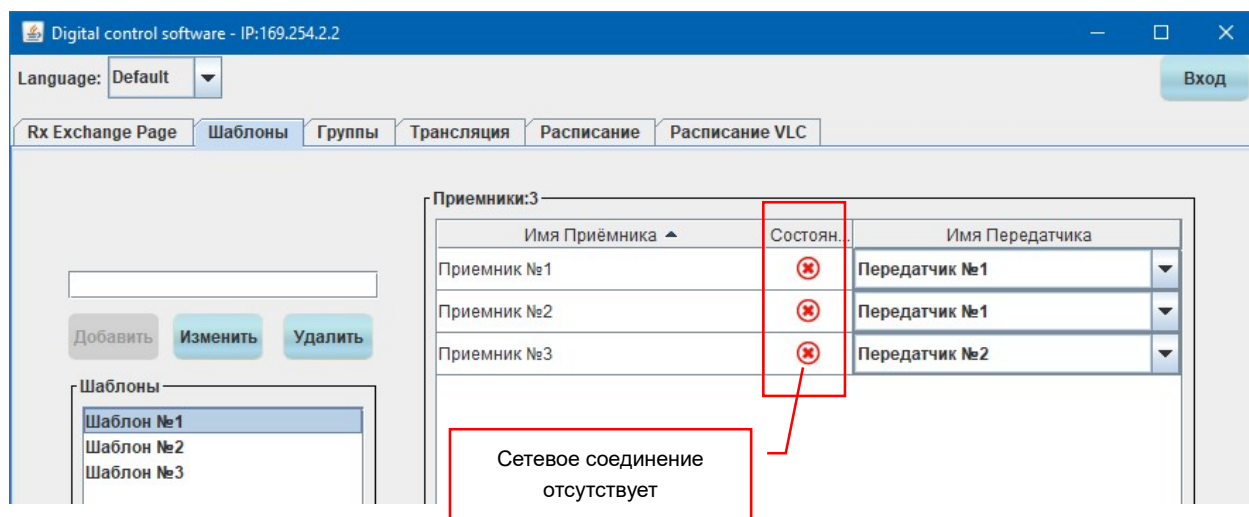 Digital control software - IP:169.254.2.2
Language: Default
Вход
Rx Exchange Page Шаблоны Группы Трансляция Расписание Расписание VLC
Приемники:3
Имя Приёмника Состоян... Имя Передатчика
Приемник №1 Передатчик №1
Приемник №2 Передатчик №1
Приемник №3 Передатчик №2
Добавить Изменить Удалить
Шаблоны
Шаблон №1
Шаблон №2
Шаблон №3
Сетевое соединение
отсутствует